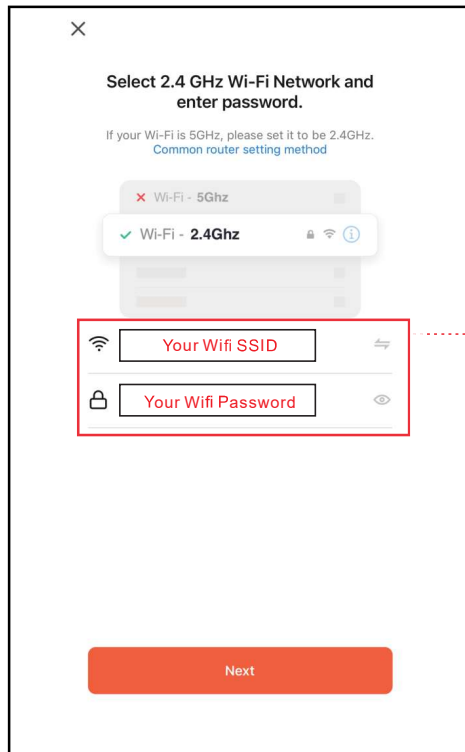 Select 2.4 GHz Wi-Fi Network and
enter password.
If your Wi-Fi is 5GHz, please set it to be 2.4GHz.
Common router setting method
Wi-Fi - 5Ghz
Wi-Fi - 2.4Ghz
Your Wifi SSID
Your Wifi Password
Next